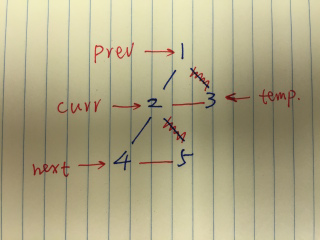 prev → 1
curr → 2 3 ← temp.
next → 4 5